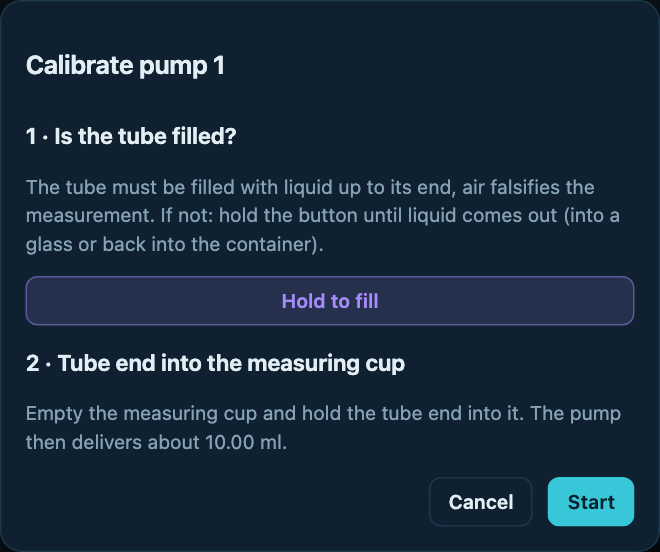 Calibrate pump 1
1 · Is the tube filled?
The tube must be filled with liquid up to its end, air falsifies the
measurement. If not: hold the button until liquid comes out (into a
glass or back into the container).
Hold to fill
2 · Tube end into the measuring cup
Empty the measuring cup and hold the tube end into it. The pump
then delivers about 10.00 ml.
Cancel
Start